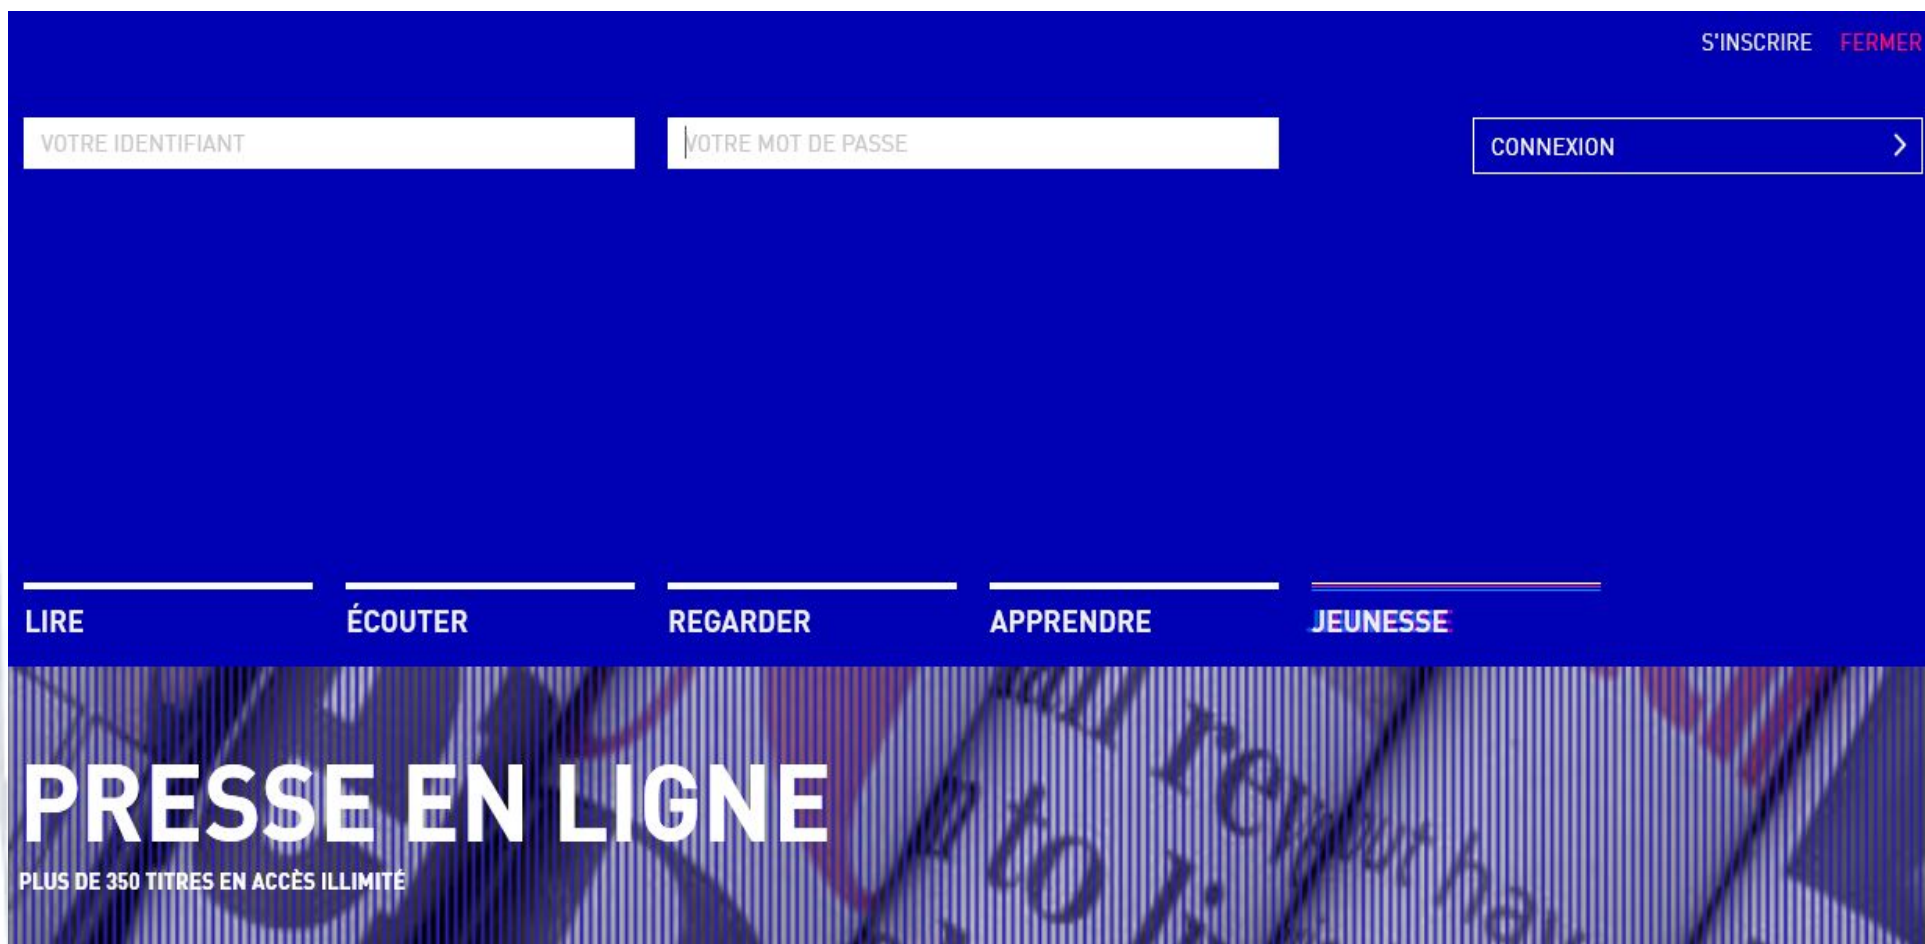 S'INSCRIRE FERMER
VOTRE IDENTIFIANT VOTRE MOT DE PASSE CONNEXION
LIRE ÉCOUTER REGARDER APPRENDRE JEUNESSE
PRESSE EN LIGNE
PLUS DE 350 TITRES EN ACCÈS ILLIMITÉ